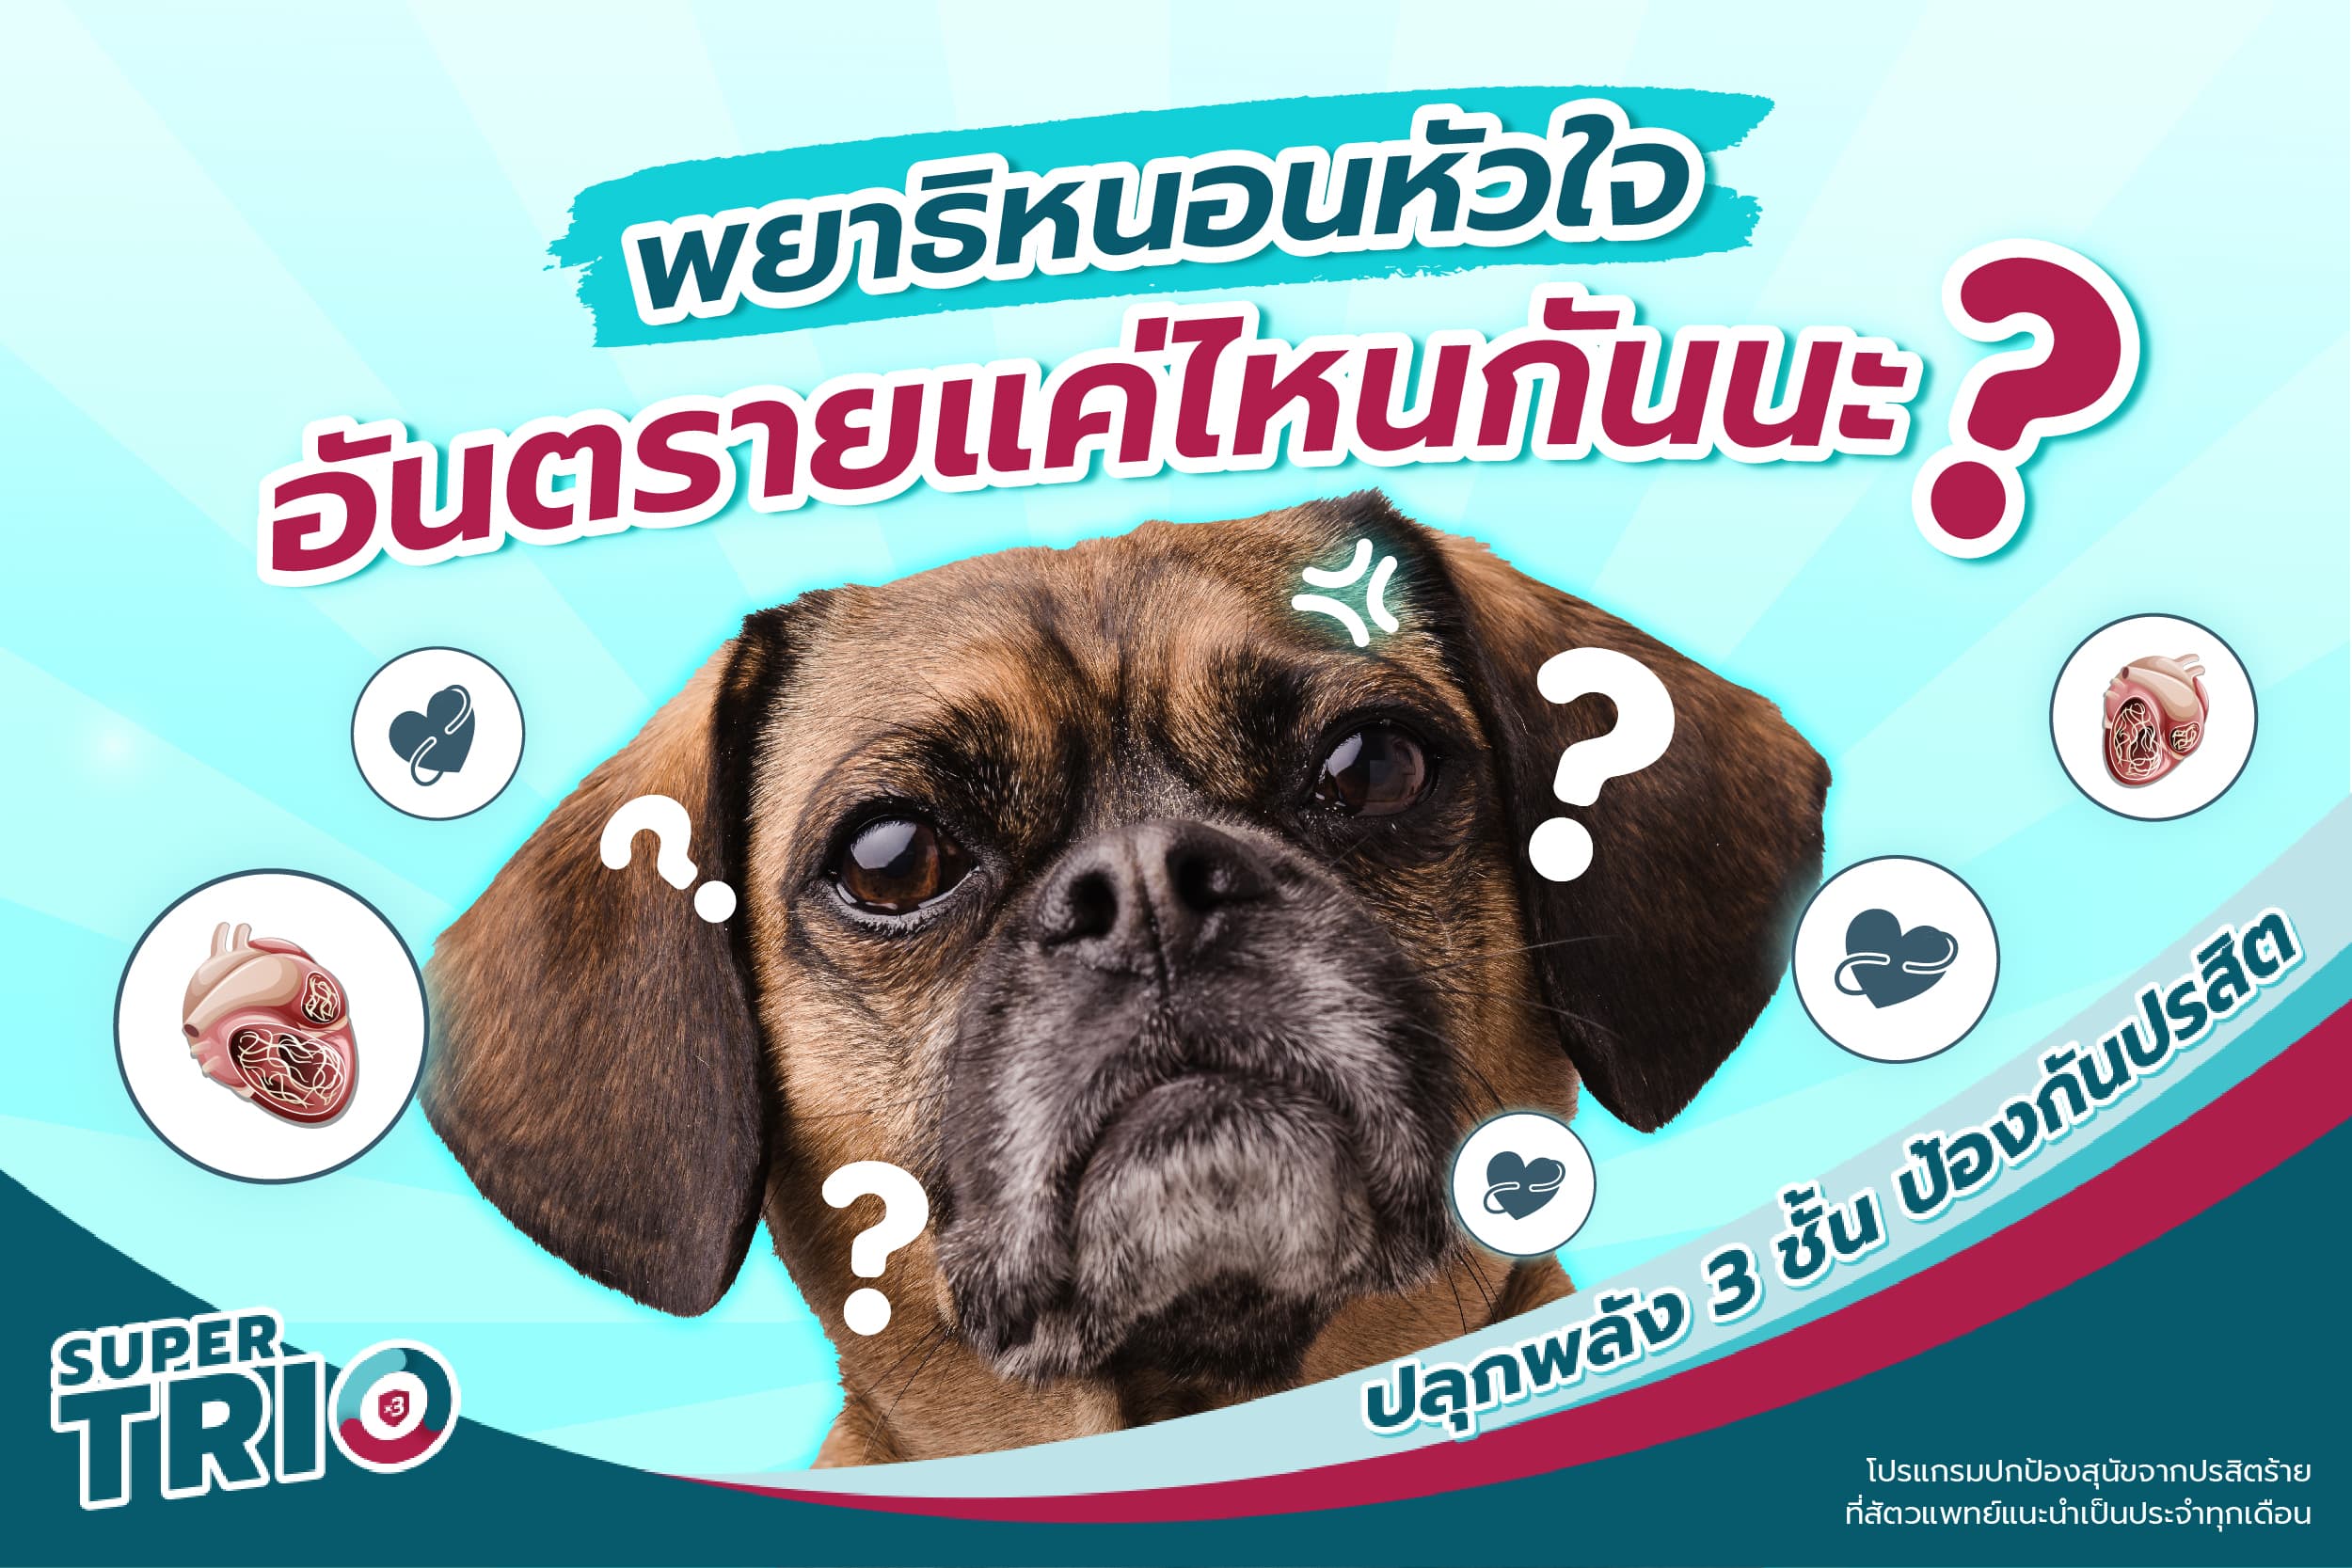 พยาธิหนอนหัวใจ
อันตรายแค่ไหนกันนะ?
?
?
?
ปลุกพลัง 3 ชั้น ป้องกันปรสิต
SUPER
TRIO
x3
โปรแกรมปกป้องสุนัขจากปรสิตร้าย
ที่สัตวแพทย์แนะนำเป็นประจำทุกเดือน